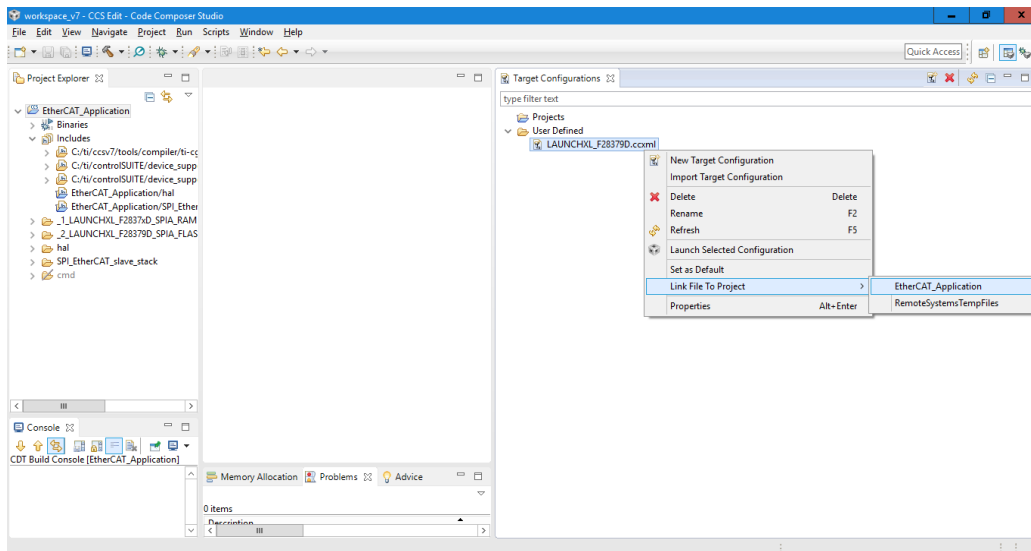 workspace_v7 - CCS Edit - Code Composer Studio
File Edit View Navigate Project Run Scripts Window Help
Quick Access
Project Explorer
EtherCAT_Application
Binaries
Includes
C:/ti/ccsv7/tools/compiler/ti-cg
C:/ti/controlSUITE/device_supp
C:/ti/controlSUITE/device_supp
EtherCAT_Application/hal
EtherCAT_Application/SPI_Ether
_1_LAUNCHXL_F2837xD_SPIA_RAM
_2_LAUNCHXL_F28379D_SPIA_FLAS
hal
SPI_EtherCAT_slave_stack
cmd
Console
CDT Build Console [EtherCAT_Application]
Memory Allocation Problems Advice
0 items
Description
Target Configurations
type filter text
Projects
User Defined
LAUNCHXL_F28379D.ccxml
New Target Configuration
Import Target Configuration
Delete Delete
Rename F2
Refresh F5
Launch Selected Configuration
Set as Default
Link File To Project
Properties Alt+Enter
EtherCAT_Application
RemoteSystemsTempFiles